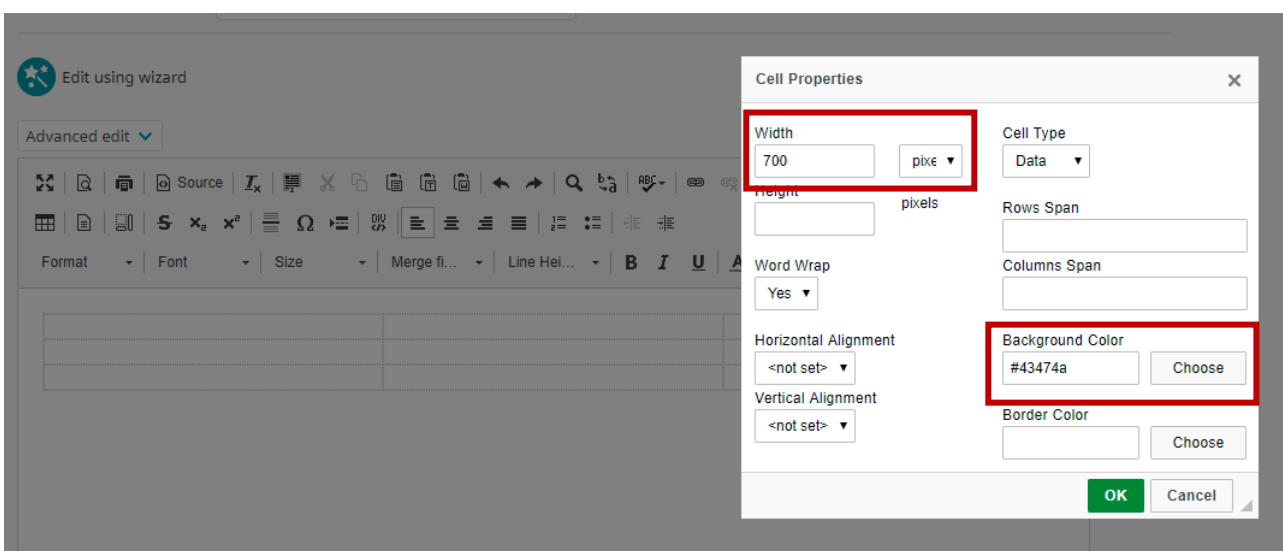 Edit using wizard
Advanced edit
Source
Format Font Size Merge fi... Line Hei... B I U A
Cell Properties
Width
700 pixe
Cell Type
Data
Height
pixels
Rows Span
Word Wrap
Yes
Columns Span
Horizontal Alignment
<not set>
Background Color
#43474a Choose
Vertical Alignment
<not set>
Border Color
Choose
OK Cancel